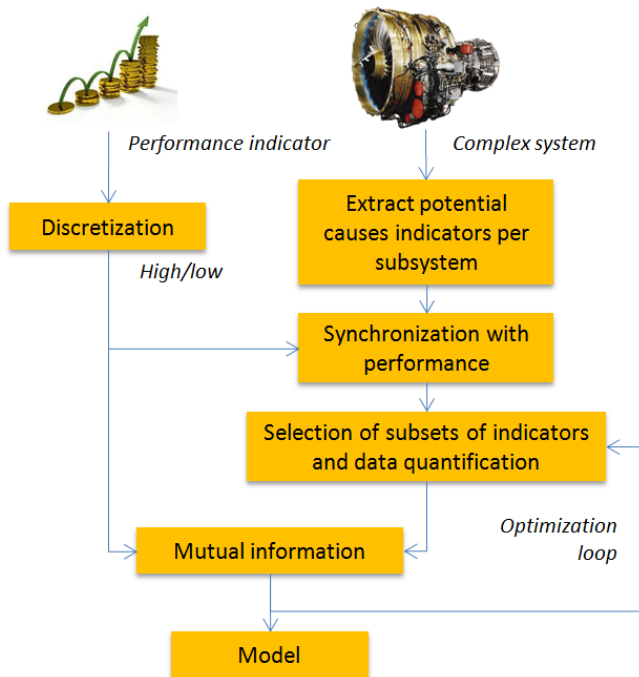 Performance indicator
Complex system
Discretization
Extract potential
causes indicators per
subsystem
High/low
Synchronization with
performance
Selection of subsets of indicators
and data quantification
Optimization
loop
Mutual information
Model